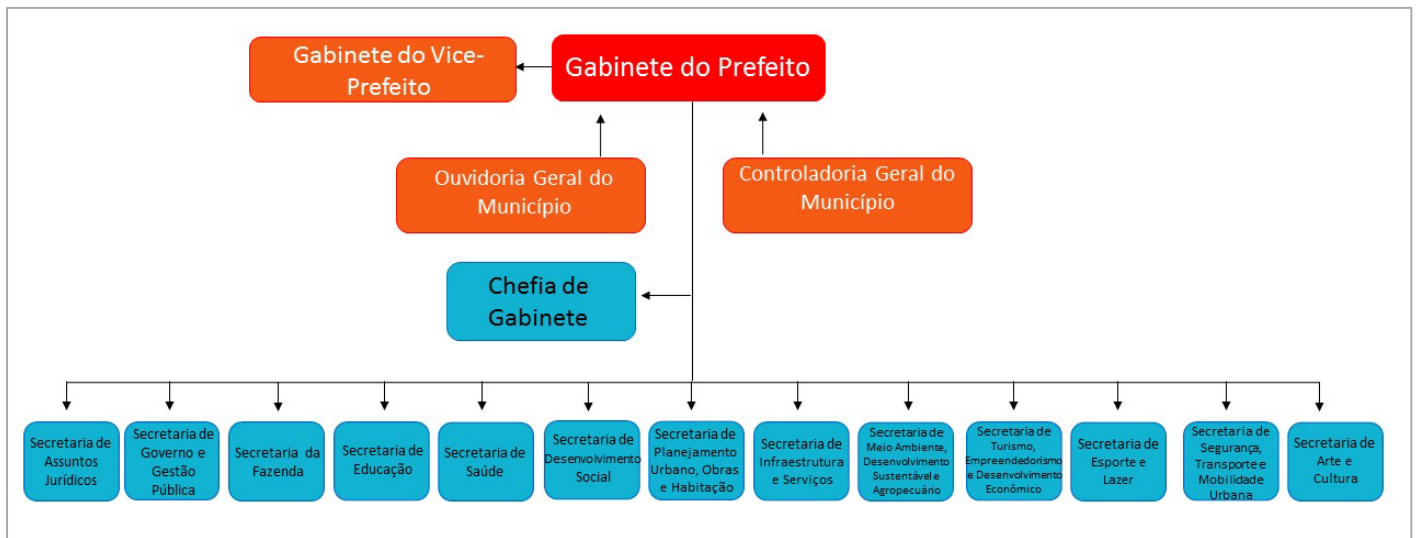 Gabinete do Vice-
Prefeito
Gabinete do Prefeito
Ouvidoria Geral do
Município
Controladoria Geral do
Município
Chefia de
Gabinete
Secretaria de
Assuntos
Jurídicos
Secretaria de
Governo e
Gestão
Pública
Secretaria da
Fazenda
Secretaria de
Educação
Secretaria de
Saúde
Secretaria de
Desenvolvimento
Social
Secretaria de
Planejamento
Urbano, Obras
e Habitação
Secretaria de
Infraestrutura
e Serviços
Secretaria de
Meio Ambiente,
Desenvolvimento
Sustentável e
Agropecuário
Secretaria de
Turismo,
Empreendedorismo
e Desenvolvimento
Econômico
Secretaria de
Esporte e
Lazer
Secretaria de
Segurança,
Transporte e
Mobilidade
Urbana
Secretaria de
Arte e
Cultura